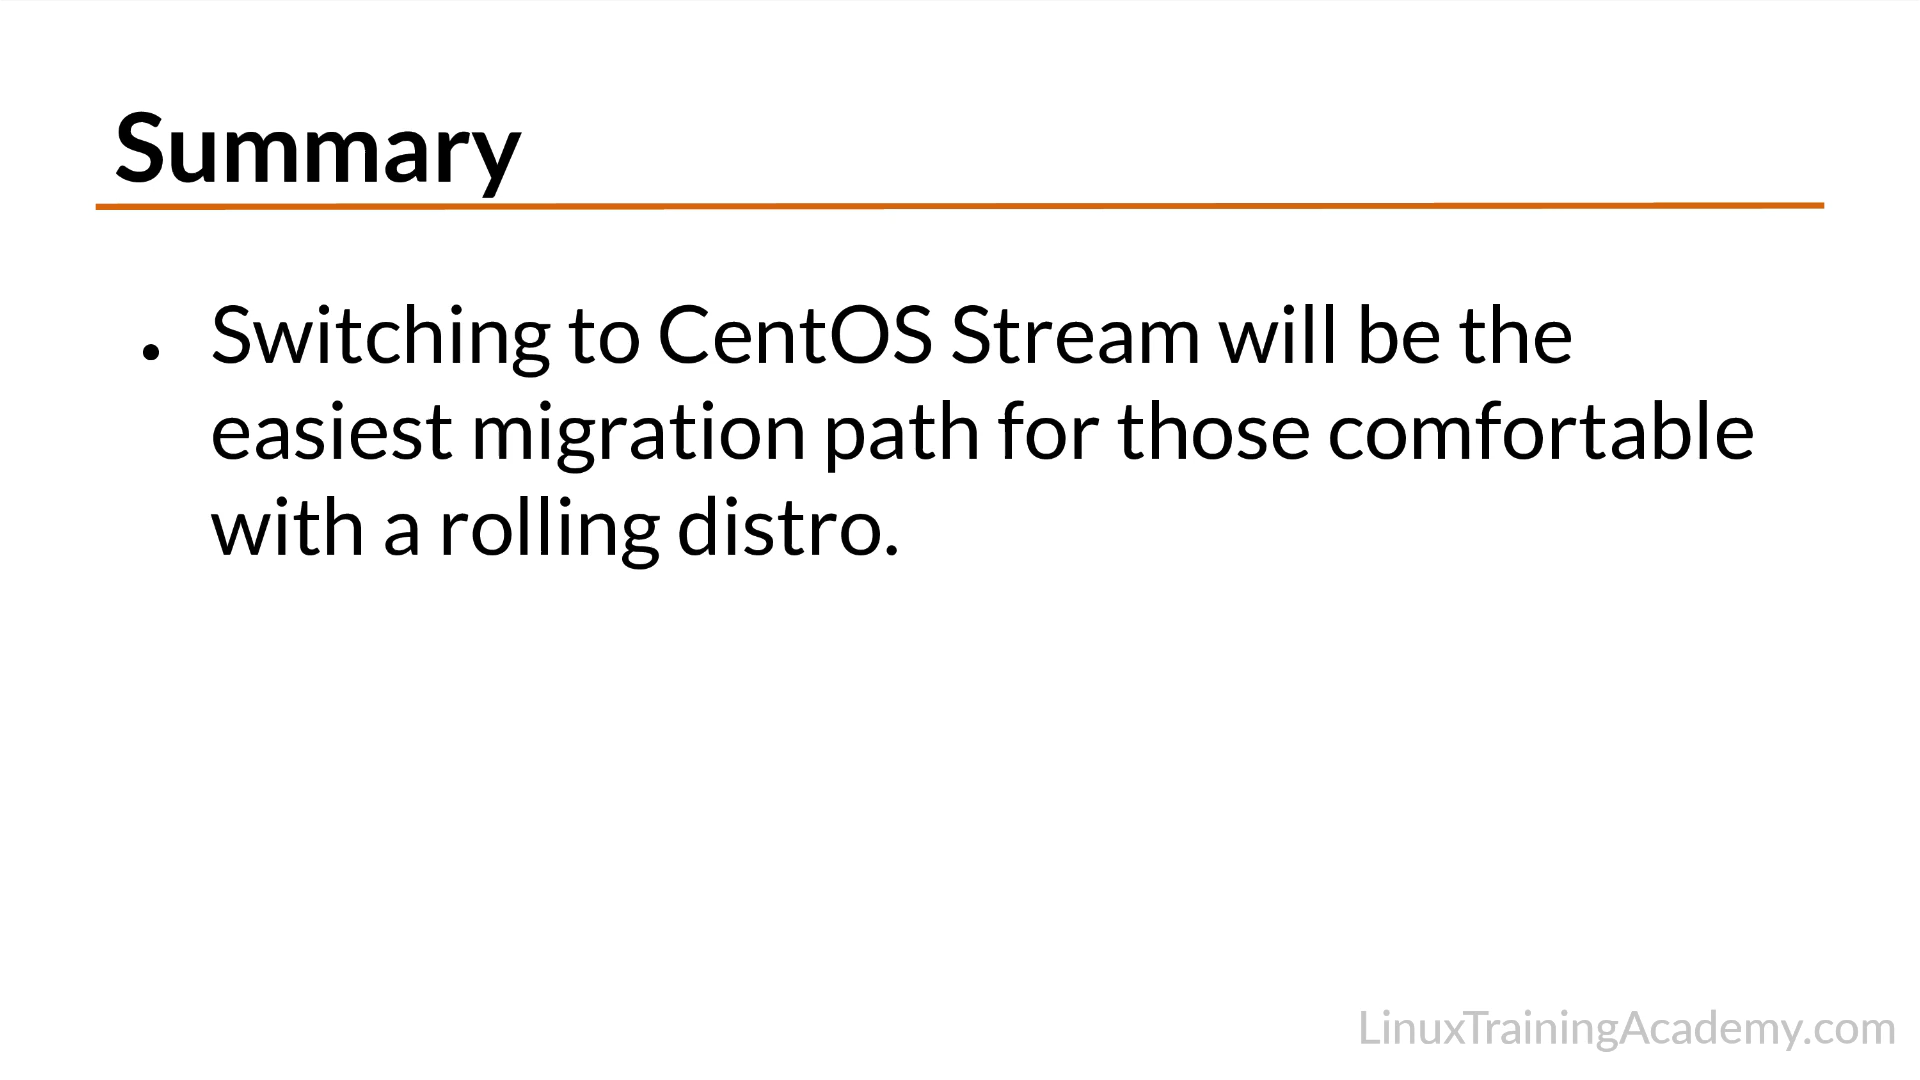 Summary
• Switching to CentOS Stream will be the
easiest migration path for those comfortable
with a rolling distro.
LinuxTrainingAcademy.com